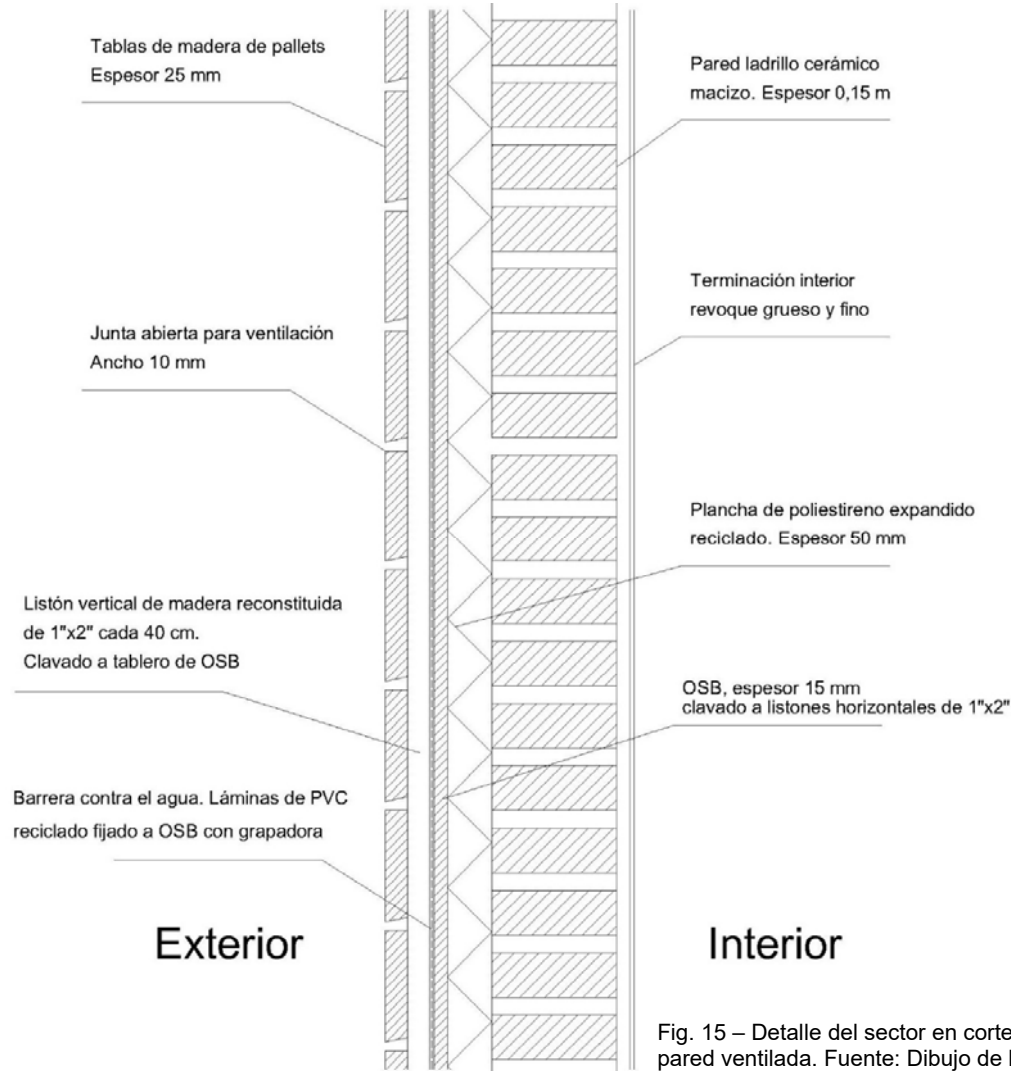 Tablas de madera de pallets
Espesor 25 mm
Junta abierta para ventilación
Ancho 10 mm
Listón vertical de madera reconstituida
de 1"x2" cada 40 cm.
Clavado a tablero de OSB
Barrera contra el agua. Láminas de PVC
reciclado fijado a OSB con grapadora
Exterior
Pared ladrillo cerámico
macizo. Espesor 0,15 m
Terminación interior
revoque grueso y fino
Plancha de poliestireno expandido
reciclado. Espesor 50 mm
OSB, espesor 15 mm
clavado a listones horizontales de 1"x2"
Interior
Fig. 15 – Detalle del sector en corte
pared ventilada. Fuente: Dibujo de